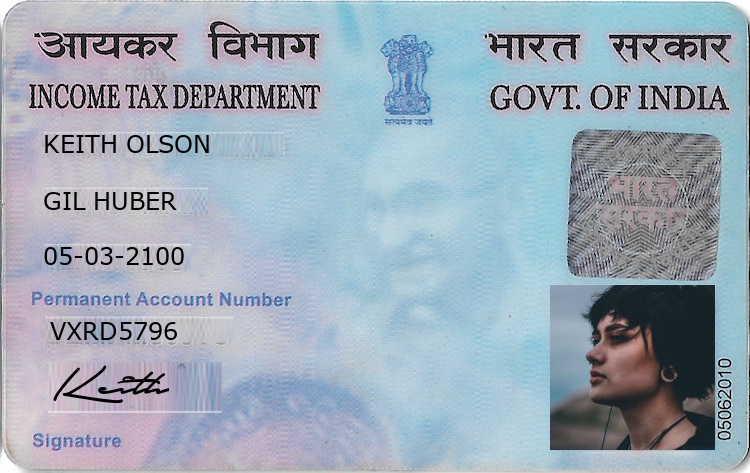 आयकर विभाग भारत सरकार
INCOME TAX DEPARTMENT GOVT. OF INDIA
सत्यमेव जयते
KEITH OLSON
GIL HUBER
05-03-2100
भारत
सरकार
Permanent Account Number
VXRD5796
Keith
Signature
05062010